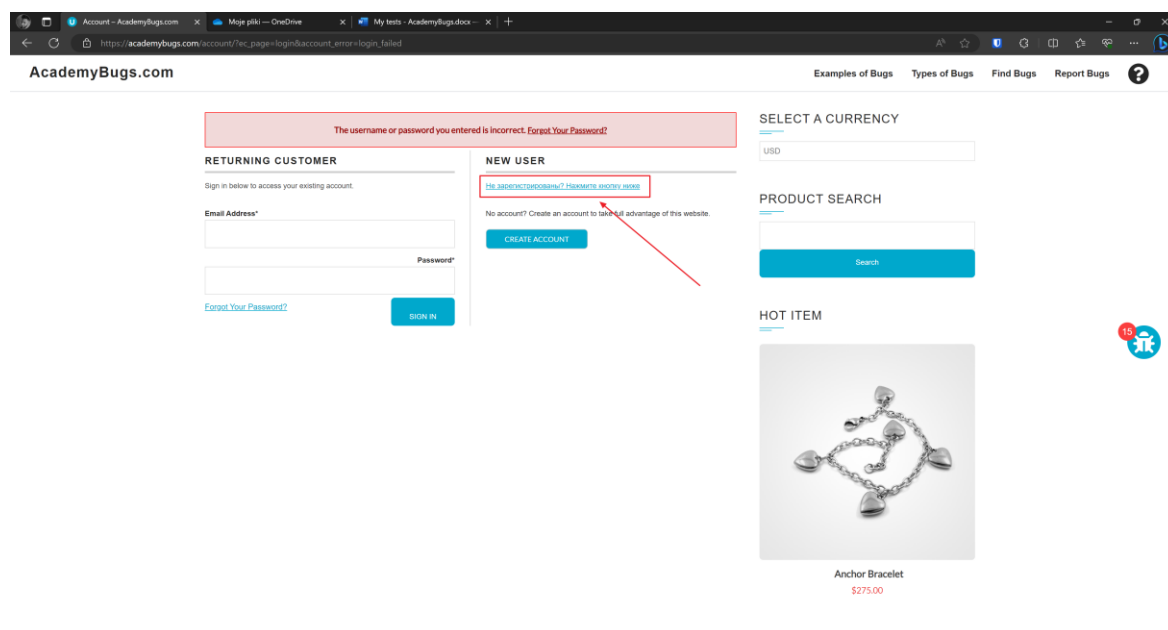 Account – AcademyBugs.com
Moje pliki — OneDrive
My tests - AcademyBugs.docx
https://academybugs.com/account/?ec_page=login&account_error=login_failed
AcademyBugs.com
Examples of Bugs
Types of Bugs
Find Bugs
Report Bugs
?
The username or password you entered is incorrect. Forgot Your Password?
RETURNING CUSTOMER
Sign in below to access your existing account.
Email Address*
Password*
Forgot Your Password?
SIGN IN
NEW USER
Не зарегистрированы? Нажмите кнопку ниже
No account? Create an account to take full advantage of this website.
CREATE ACCOUNT
SELECT A CURRENCY
USD
PRODUCT SEARCH
Search
HOT ITEM
15
Anchor Bracelet
$275.00